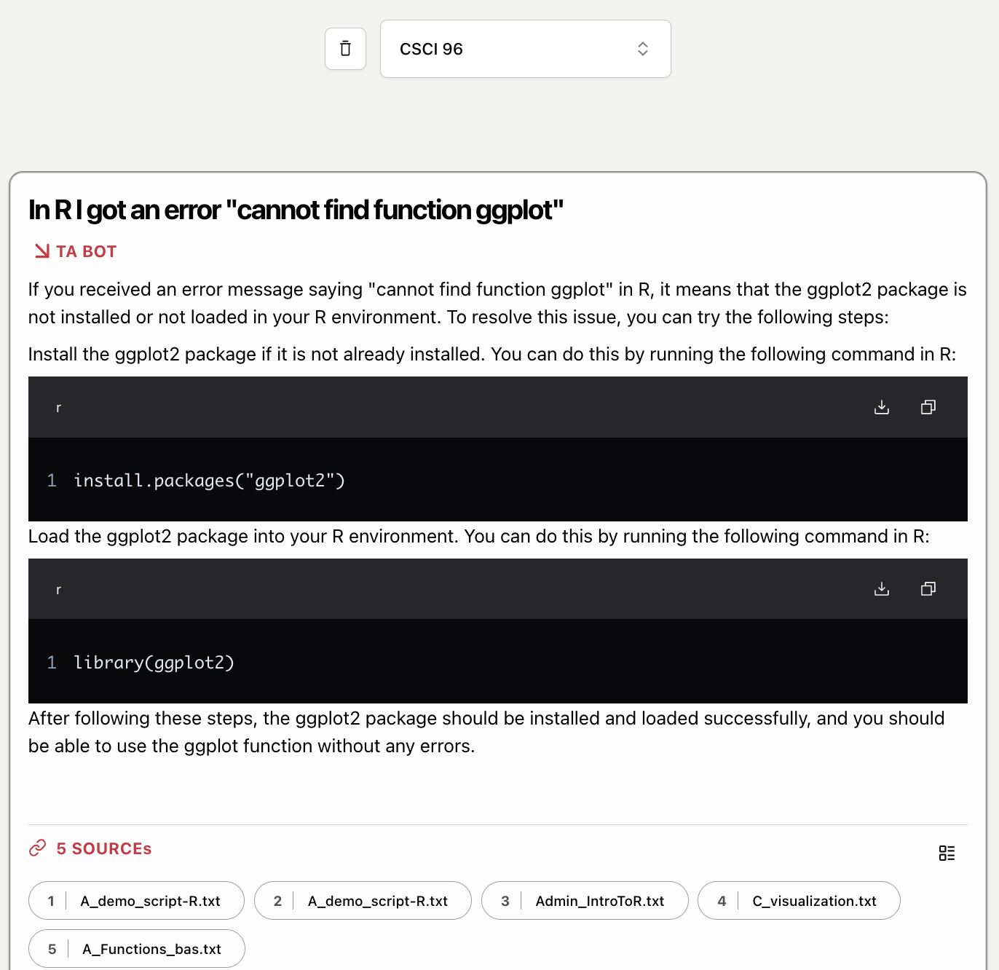 CSCI 96
In R I got an error "cannot find function ggplot"
TA BOT
If you received an error message saying "cannot find function ggplot" in R, it means that the ggplot2 package is
not installed or not loaded in your R environment. To resolve this issue, you can try the following steps:
Install the ggplot2 package if it is not already installed. You can do this by running the following command in R:
r
1 install.packages("ggplot2")
Load the ggplot2 package into your R environment. You can do this by running the following command in R:
r
1 library(ggplot2)
After following these steps, the ggplot2 package should be installed and loaded successfully, and you should
be able to use the ggplot function without any errors.
5 SOURCEs
1 A_demo_script-R.txt 2 A_demo_script-R.txt 3 Admin_IntroToR.txt 4 C_visualization.txt
5 A_Functions_bas.txt